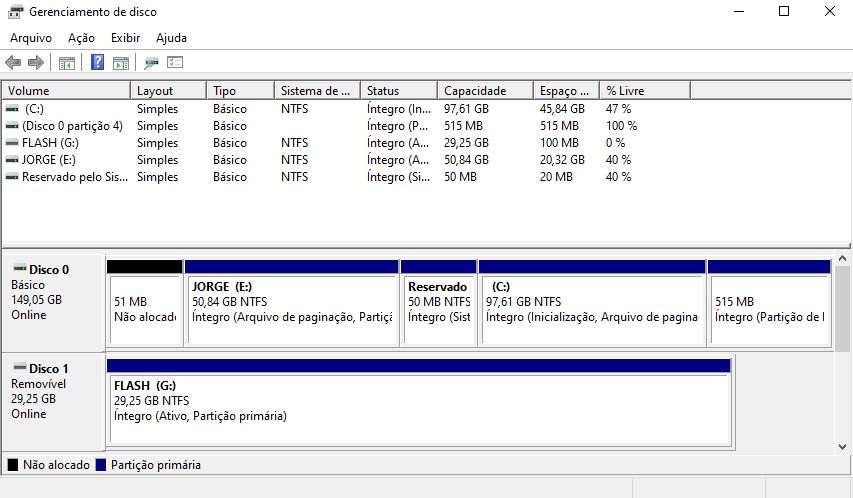 Gerenciamento de disco
Arquivo Ação Exibir Ajuda
Volume Layout Tipo Sistema de ... Status Capacidade Espaço ... % Livre
(C:) Simples Básico NTFS Íntegro (In... 97,61 GB 45,84 GB 47 %
(Disco 0 partição 4) Simples Básico Íntegro (P... 515 MB 515 MB 100 %
FLASH (G:) Simples Básico NTFS Íntegro (A... 29,25 GB 100 MB 0 %
JORGE (E:) Simples Básico NTFS Íntegro (A... 50,84 GB 20,32 GB 40 %
Reservado pelo Sis... Simples Básico NTFS Íntegro (Si... 50 MB 20 MB 40 %
Disco 0
Básico
149,05 GB
Online
51 MB
Não alocado
JORGE (E:)
50,84 GB NTFS
Íntegro (Arquivo de paginação, Partiçã
Reservado
50 MB NTFS
Íntegro (Sist
(C:)
97,61 GB NTFS
Íntegro (Inicialização, Arquivo de pagina
515 MB
Íntegro (Partição de
Disco 1
Removível
29,25 GB
Online
FLASH (G:)
29,25 GB NTFS
Íntegro (Ativo, Partição primária)
Não alocado Partição primária